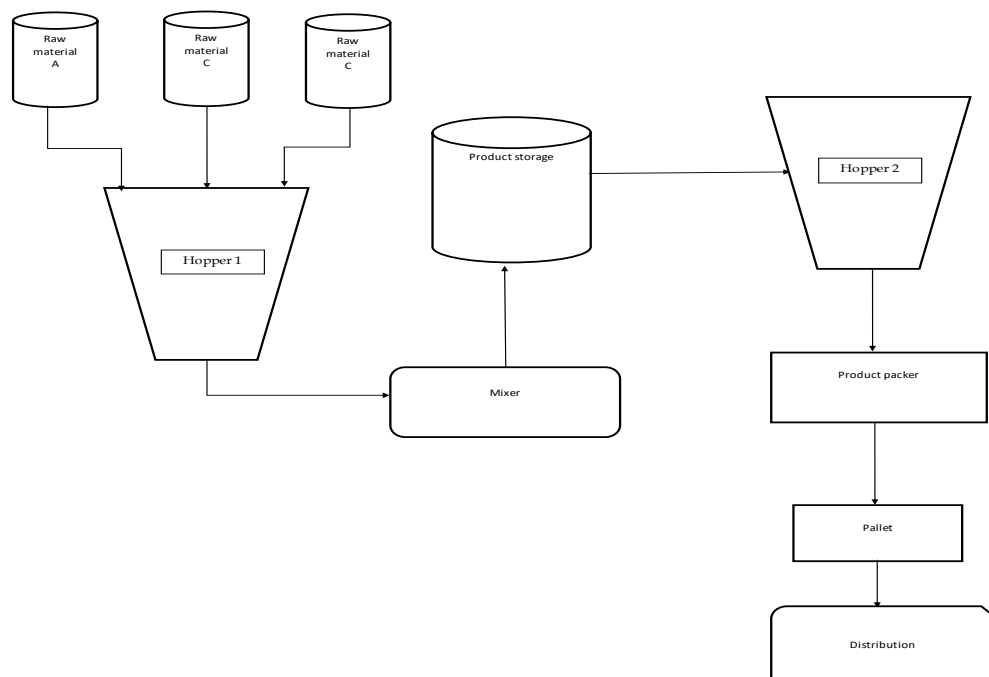 Raw
material
A
Raw
material
C
Raw
material
C
Product storage
Hopper 2
Hopper 1
Product packer
Mixer
Pallet
Distribution